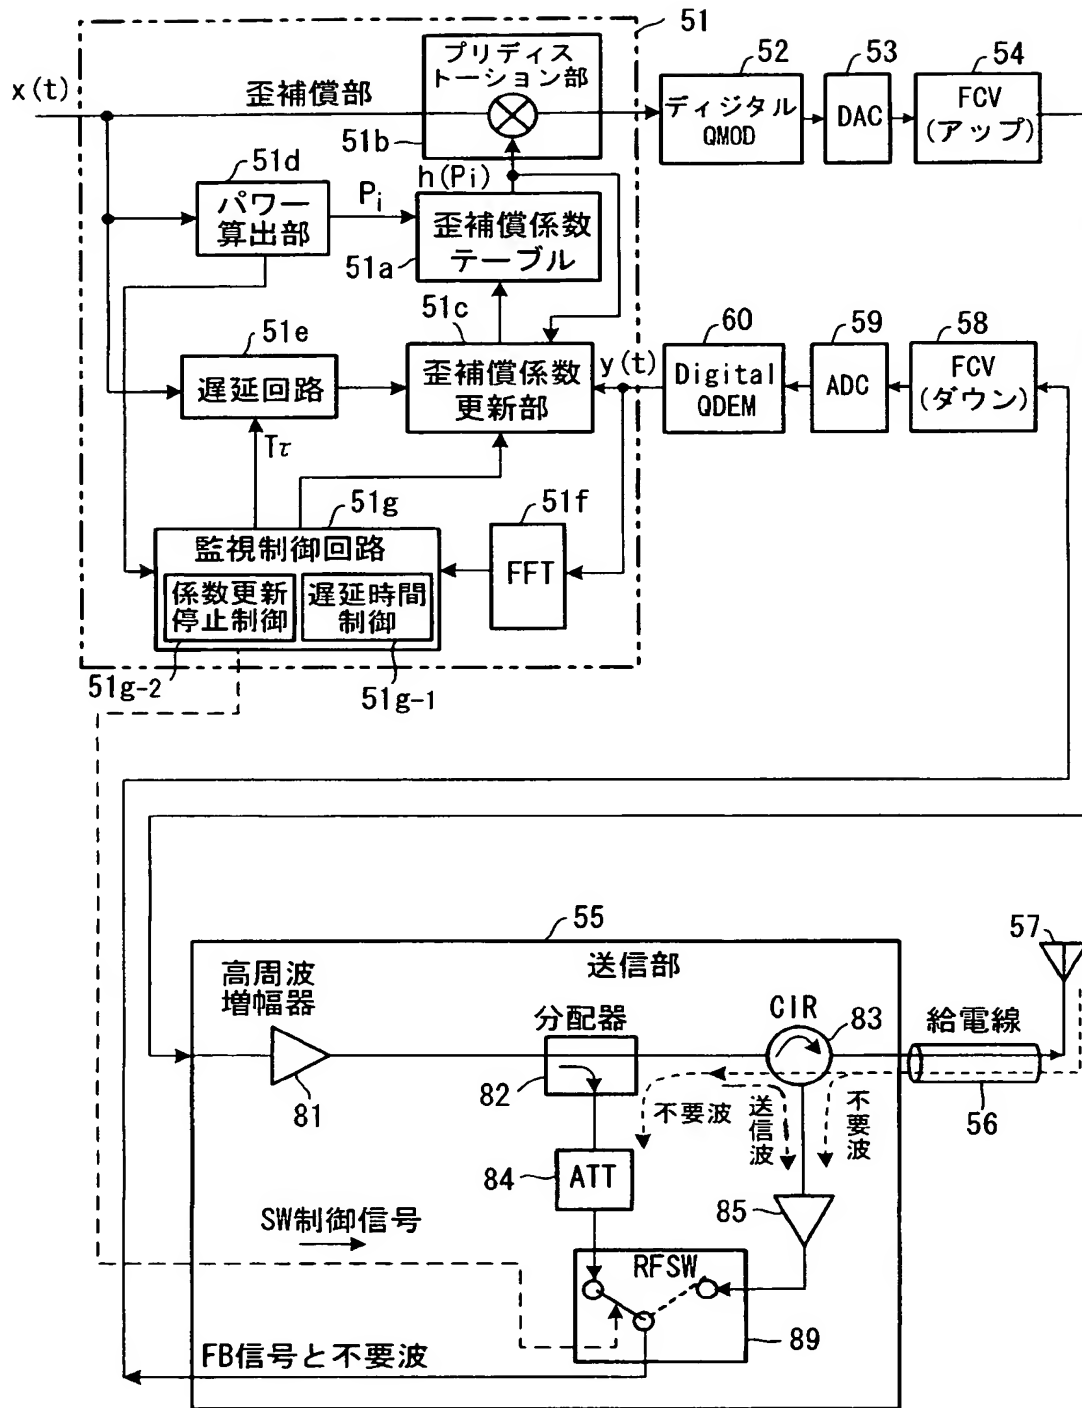 51
x(t)
歪補償部
プリディス
トーション部
51b
52
ディジタル
QMOD
53
DAC
54
FCV
(アップ)
51d
パワー
算出部
Pi
h(Pi)
歪補償係数
テーブル
51a
51c
歪補償係数
更新部
51e
遅延回路
Tτ
y(t)
60
Digital
QDEM
59
ADC
58
FCV
(ダウン)
51g
監視制御回路
係数更新
停止制御
遅延時間
制御
51g-2
51g-1
51f
FFT
55
送信部
高周波
増幅器
81
分配器
82
CIR
83
給電線
56
57
不要波
送信波
不要波
84
ATT
85
SW制御信号
RFSW
89
FB信号と不要波